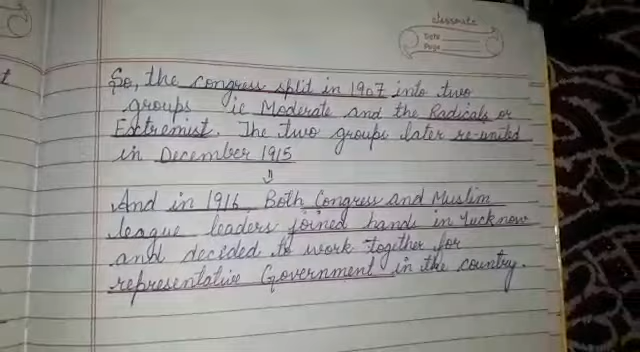 classmate
Date
Page
So, the congress split in 1907 into two
groups ie Moderate and the Radicals or
Extremist. The two groups later re-united
in December 1915
⇓
And in 1916 Both Congress and Muslim
league leaders joined hands in Lucknow
and decided to work together for
representative Government in the country.